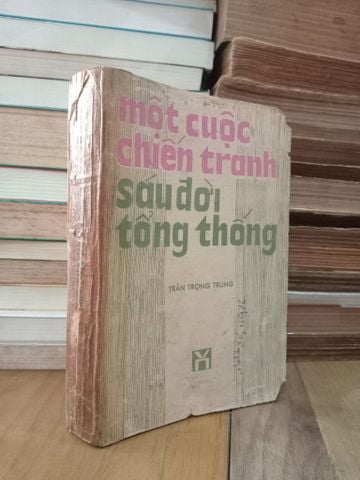 một cuộc
chiến tranh
sáu đời
tổng thống
TRẦN TRỌNG TRUNG